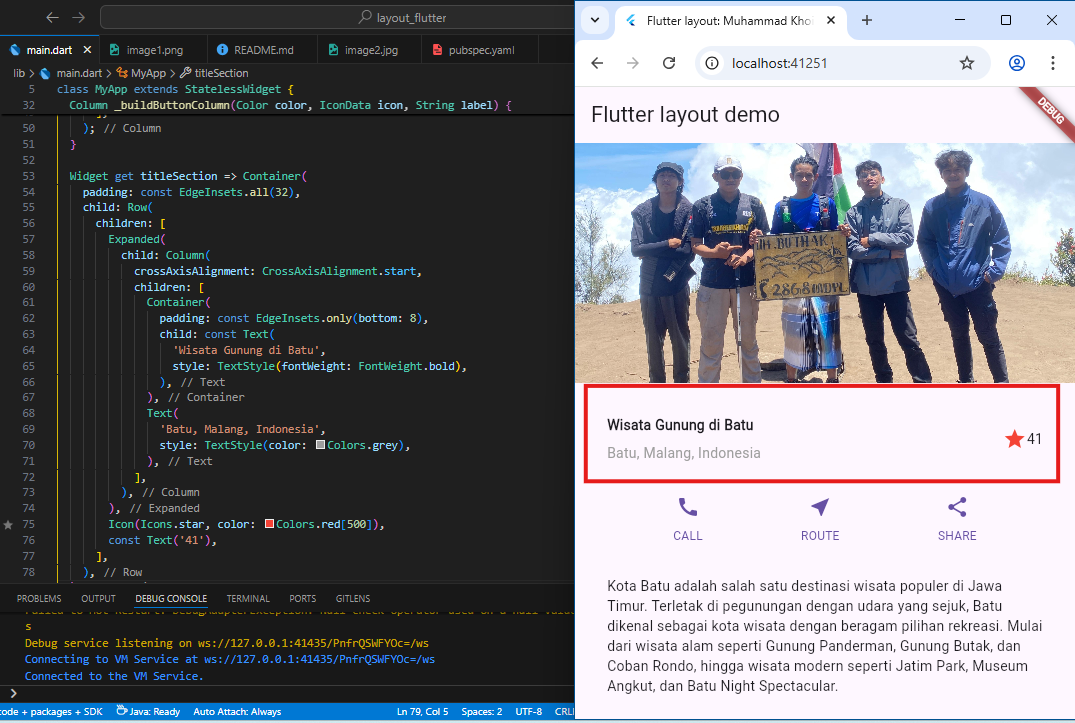 layout_flutter
main.dart
image1.png
README.md
image2.jpg
pubspec.yaml
lib > main.dart > MyApp > titleSection
5 class MyApp extends StatelessWidget {
32 Column _buildButtonColumn(Color color, IconData icon, String label) {
50 ); // Column
51 }
52
53 Widget get titleSection => Container(
54 padding: const EdgeInsets.all(32),
55 child: Row(
56 children: [
57 Expanded(
58 child: Column(
59 crossAxisAlignment: CrossAxisAlignment.start,
60 children: [
61 Container(
62 padding: const EdgeInsets.only(bottom: 8),
63 child: const Text(
64 'Wisata Gunung di Batu',
65 style: TextStyle(fontWeight: FontWeight.bold),
66 ), // Text
67 ), // Container
68 Text(
69 'Batu, Malang, Indonesia',
70 style: TextStyle(color: Colors.grey),
71 ), // Text
72 ],
73 ), // Column
74 ), // Expanded
75 Icon(Icons.star, color: Colors.red[500]),
76 const Text('41'),
77 ],
78 ), // Row
PROBLEMS OUTPUT DEBUG CONSOLE TERMINAL PORTS GITLENS
s
Debug service listening on ws://127.0.0.1:41435/PnfrQSWFYOc=/ws
Connecting to VM Service at ws://127.0.0.1:41435/PnfrQSWFYOc=/ws
Connected to the VM Service.
code + packages + SDK Java: Ready Auto Attach: Always Ln 79, Col 5 Spaces: 2 UTF-8 CRL
Flutter layout: Muhammad Khoi
localhost:41251
Flutter layout demo
DEBUG
2868 MDPL
Wisata Gunung di Batu
Batu, Malang, Indonesia
41
CALL
ROUTE
SHARE
Kota Batu adalah salah satu destinasi wisata populer di Jawa
Timur. Terletak di pegunungan dengan udara yang sejuk, Batu
dikenal sebagai kota wisata dengan beragam pilihan rekreasi. Mulai
dari wisata alam seperti Gunung Panderman, Gunung Butak, dan
Coban Rondo, hingga wisata modern seperti Jatim Park, Museum
Angkut, dan Batu Night Spectacular.